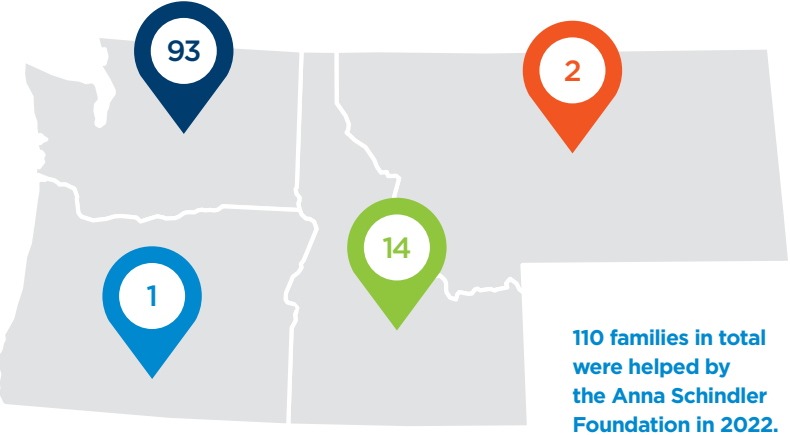 93
2
14
1
110 families in total
were helped by
the Anna Schindler
Foundation in 2022.